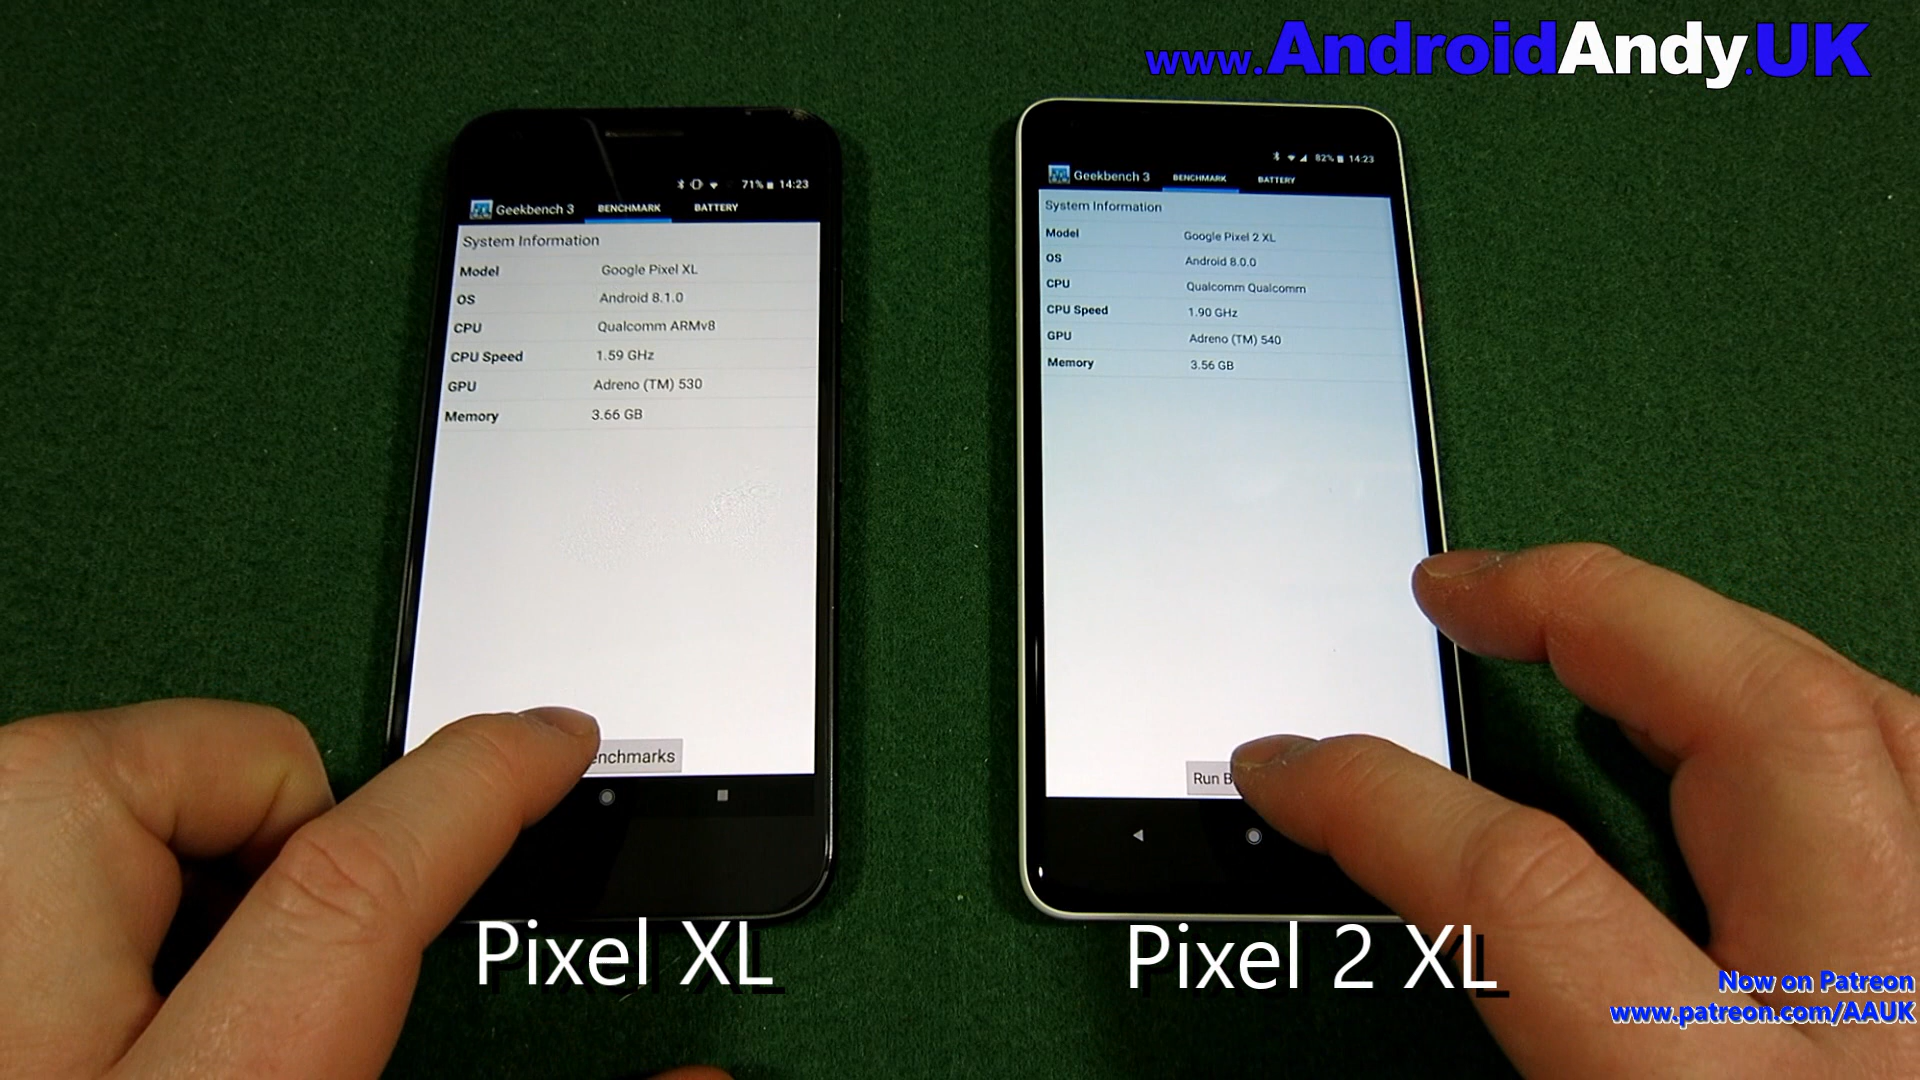 www.AndroidAndy.UK
71% 14:23
Geekbench 3 BENCHMARK BATTERY
System Information
Model Google Pixel XL
OS Android 8.1.0
CPU Qualcomm ARMv8
CPU Speed 1.59 GHz
GPU Adreno (TM) 530
Memory 3.66 GB
enchmarks
Pixel XL
82% 14:23
Geekbench 3 BENCHMARK BATTERY
System Information
Model Google Pixel 2 XL
OS Android 8.0.0
CPU Qualcomm Qualcomm
CPU Speed 1.90 GHz
GPU Adreno (TM) 540
Memory 3.56 GB
Run B
Pixel 2 XL
Now on Patreon
www.patreon.com/AAUK